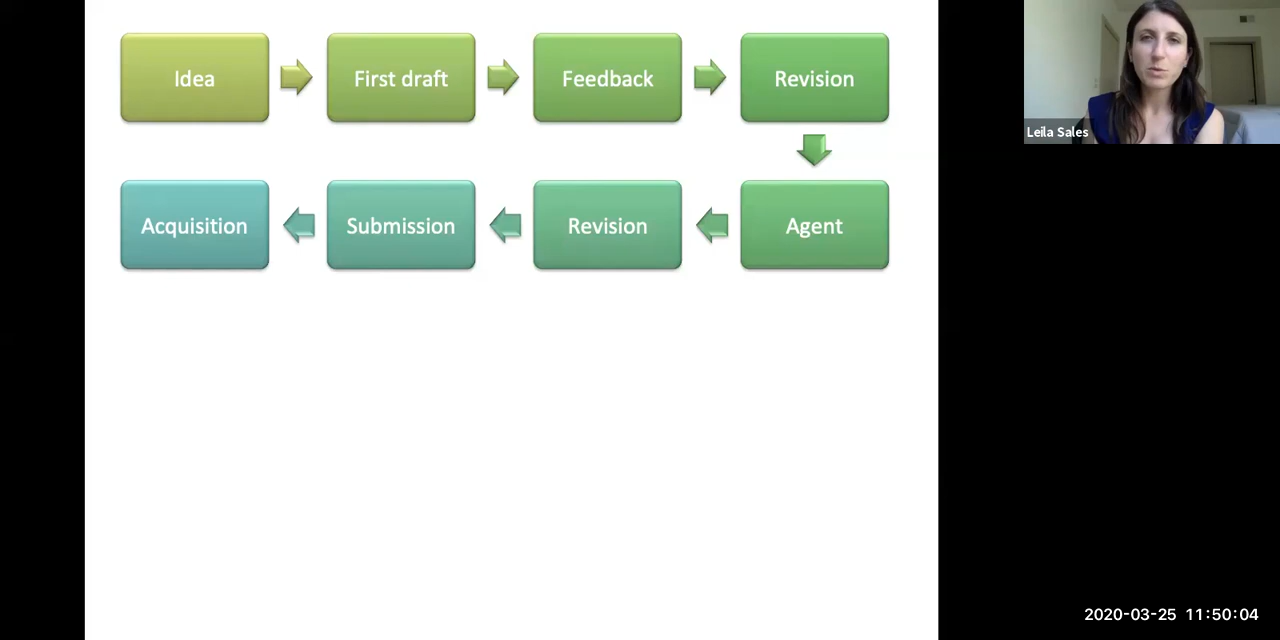 Idea
First draft
Feedback
Revision
Agent
Revision
Submission
Acquisition
Leila Sales
2020-03-25 11:50:04